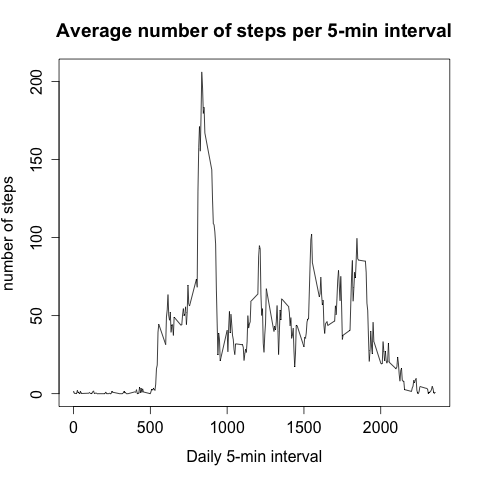 Average number of steps per 5-min interval
number of steps
200
150
100
50
0
0 500 1000 1500 2000
Daily 5-min interval